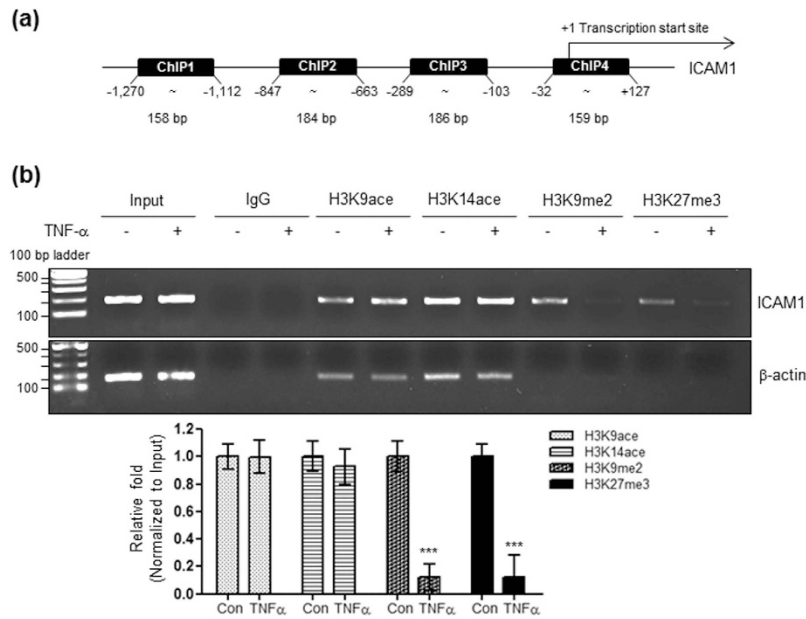 (a)
+1 Transcription start site
ChIP1 ChIP2 ChIP3 ChIP4 ICAM1
-1,270 ~ -1,112 -847 ~ -663 -289 ~ -103 -32 ~ +127
158 bp 184 bp 186 bp 159 bp
(b)
Input IgG H3K9ace H3K14ace H3K9me2 H3K27me3
TNF-α - + - + - + - + - + - +
100 bp ladder
500
100
ICAM1
500
100
β-actin
Relative fold
(Normalized to Input)
1.2
1.0
0.8
0.6
0.4
0.2
0.0
*** ***
Con TNFα Con TNFα Con TNFα Con TNFα
H3K9ace
H3K14ace
H3K9me2
H3K27me3